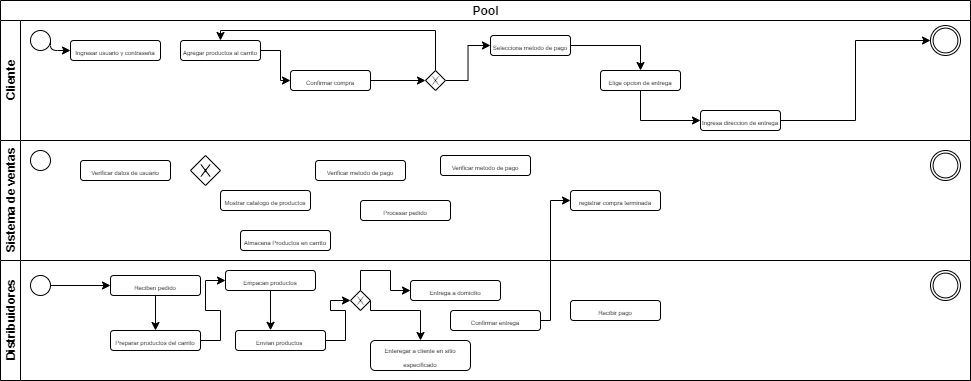 Pool
Cliente
Ingresar usuario y contraseña
Agregar productos al carrito
Confirmar compra
X
Selecciona metodo de pago
Elige opcion de entrega
Ingresa direccion de entrega
Sistema de ventas
Verificar datos de usuario
X
Mostrar catalogo de productos
Almacena Productos en carrito
Verificar metodo de pago
Procesar pedido
Verificar metodo de pago
registrar compra terminada
Distribuidores
Reciben pedido
Preparar productos del carrito
Empacan productos
Envian productos
X
Entrega a domicilio
Enteregar a cliente en sitio
especificado
Confirmar entrega
Recibir pago